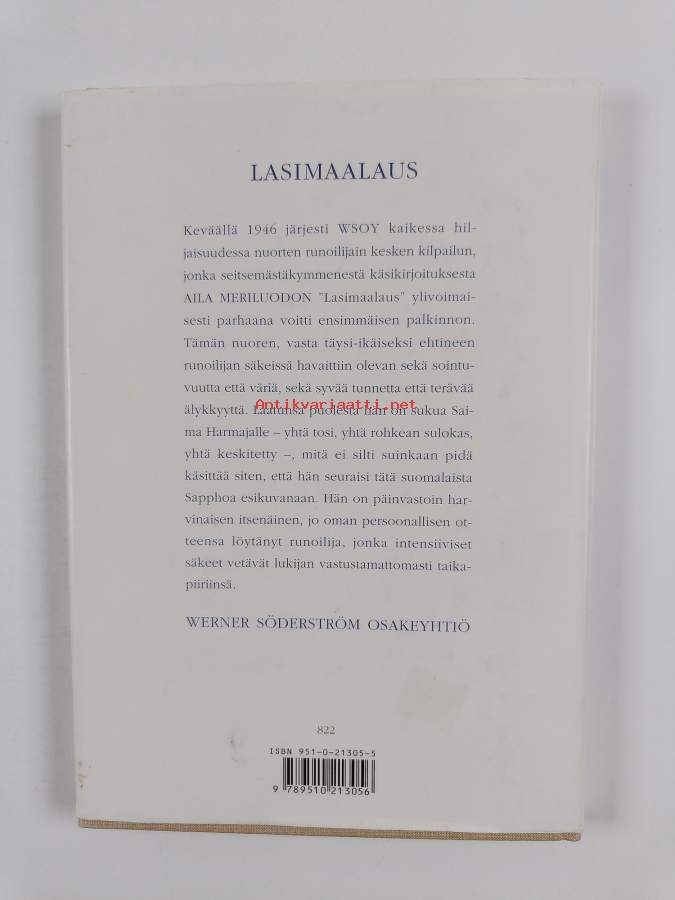 LASIMAALAUS
Keväällä 1946 järjesti WSOY kaikessa hil-
jaisuudessa nuorten runoilijain kesken kilpailun,
jonka seitsemästäkymmenestä käsikirjoituksesta
AILA MERILUODON "Lasimaalaus" ylivoimai-
sesti parhaana voitti ensimmäisen palkinnon.
Tämän nuoren, vasta täysi-ikäiseksi ehtineen
runoilijan säkeissä havaittiin olevan sekä sointu-
vuutta että väriä, sekä syvää tunnetta että terävää
älykkyyttä. Laatunsa puolesta hän on sukua Sai-
Antikvariaatti.net
ma Harmajalle – yhtä tosi, yhtä rohkean sulokas,
yhtä keskitetty –, mitä ei silti suinkaan pidä
käsittää siten, että hän seuraisi tätä suomalaista
Sapphoa esikuvanaan. Hän on päinvastoin har-
vinaisen itsenäinen, jo oman persoonallisen ot-
teensa löytänyt runoilija, jonka intensiiviset
säkeet vetävät lukijan vastustamattomasti taika-
piiriinsä.
WERNER SÖDERSTRÖM OSAKEYHTIÖ
822
ISBN 951-0-21305-5
9 789510 213056